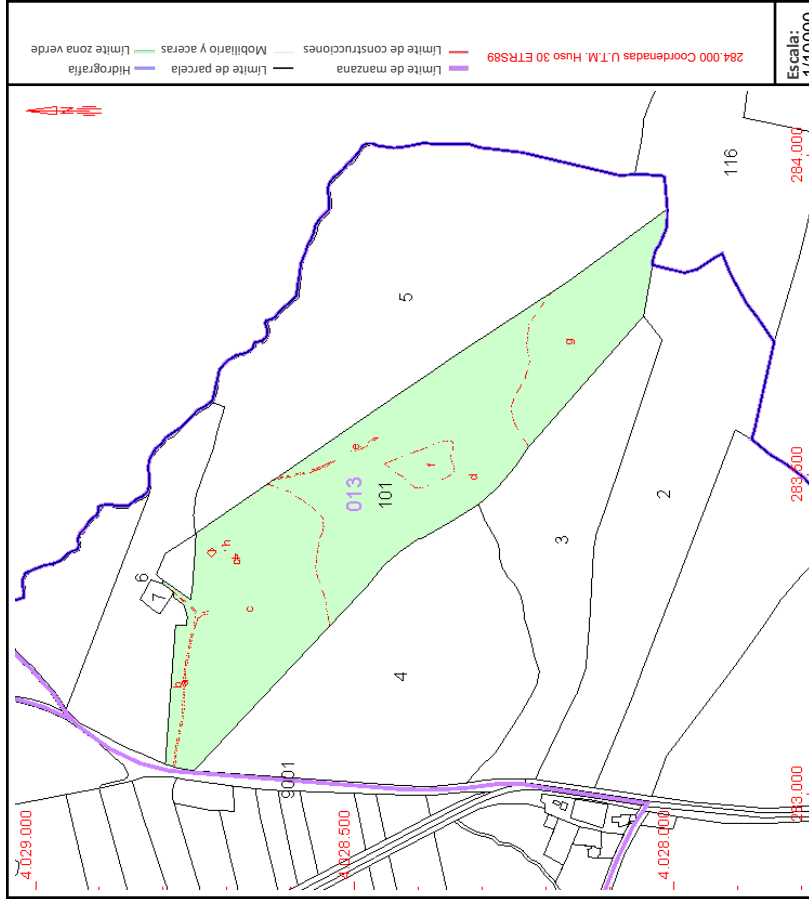 Límite zona verde
Hidrografía
Mobiliario y aceras
Límite de parcela
Límite de construcciones
Límite de manzana
284.000 Coordenadas U.T.M. Huso 30 ETRS89
Escala:
1/10000
4.029.000
4.028.500
4.028.000
284.000
283.500
283.000
116
5
6
7
013
101
4
3
2
9001
a
b
c
d
e
f
g
h